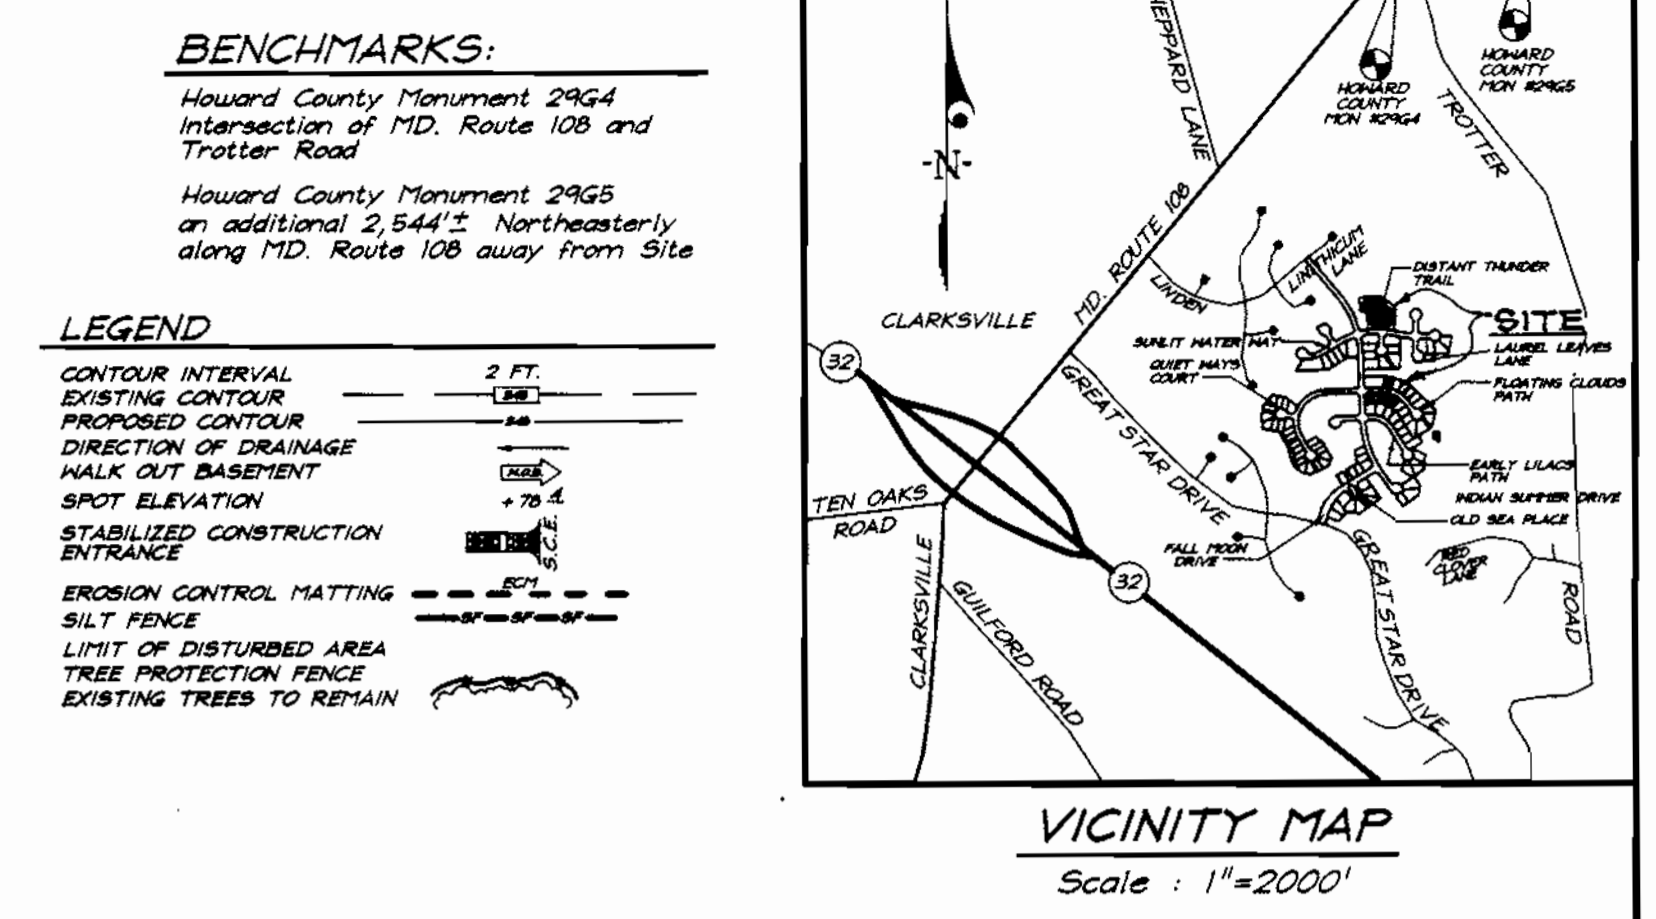 BENCHMARKS:
Howard County Monument 29G4
Intersection of MD. Route 108 and
Trotter Road
Howard County Monument 29G5
an additional 2,544'± Northeasterly
along MD. Route 108 away from Site
LEGEND
CONTOUR INTERVAL 2 FT.
EXISTING CONTOUR
PROPOSED CONTOUR
DIRECTION OF DRAINAGE
WALK OUT BASEMENT W.O.B.
SPOT ELEVATION +78.4
STABILIZED CONSTRUCTION
ENTRANCE
S.C.E.
EROSION CONTROL MATTING ECM
SILT FENCE SF SF SF
LIMIT OF DISTURBED AREA
TREE PROTECTION FENCE
EXISTING TREES TO REMAIN
HEPPARD LANE
HOWARD
COUNTY
MON #29G4
HOWARD
COUNTY
MON #29G5
TROTTER
-N-
MD. ROUTE 108
CLARKSVILLE
LINDEN
LINTHICUM
LANE
DISTANT THUNDER
TRAIL
SITE
SUNLIT WATER WAY
QUIET WAYS
COURT
LAUREL LEAVES
LANE
FLOATING CLOUDS
PATH
32
GREAT STAR DRIVE
TEN OAKS
ROAD
EARLY LILACS
PATH
INDIAN SUMMER DRIVE
OLD SEA PLACE
FALL MOON
DRIVE
RED
CLOVER
LANE
32
CLARKSVILLE
GUILFORD ROAD
GREAT STAR DRIVE
ROAD
VICINITY MAP
Scale : 1"=2000'